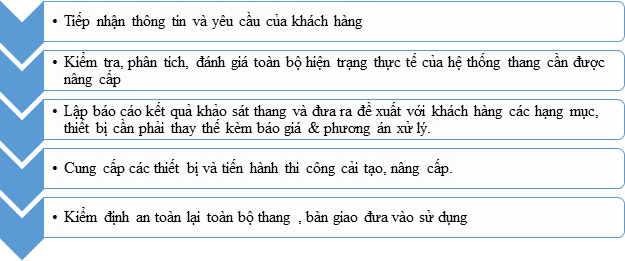 • Tiếp nhận thông tin và yêu cầu của khách hàng
• Kiểm tra, phân tích, đánh giá toàn bộ hiện trạng thực tế của hệ thống thang cần được
nâng cấp
• Lập báo cáo kết quả khảo sát thang và đưa ra đề xuất với khách hàng các hạng mục,
thiết bị cần phải thay thế kèm báo giá & phương án xử lý.
• Cung cấp các thiết bị và tiến hành thi công cải tạo, nâng cấp.
• Kiểm định an toàn lại toàn bộ thang , bàn giao đưa vào sử dụng